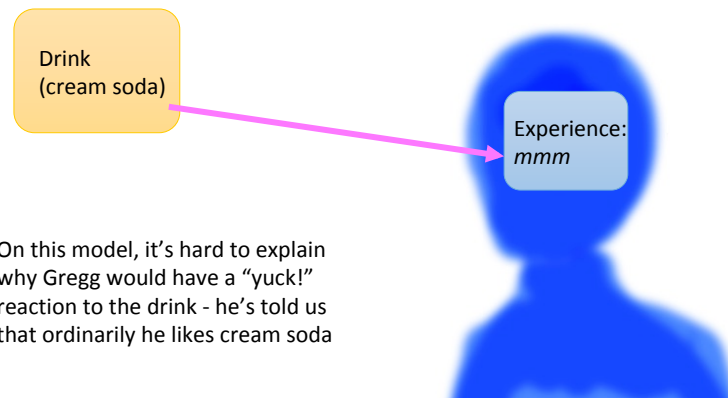 Drink
(cream soda)
Experience:
mmm
On this model, it’s hard to explain
why Gregg would have a “yuck!”
reaction to the drink - he’s told us
that ordinarily he likes cream soda